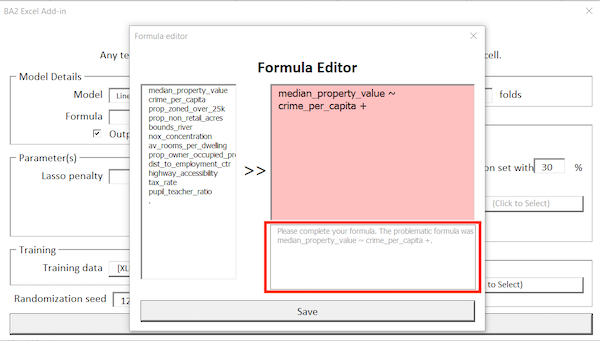 BA2 Excel Add-in
Formula editor
Any te
cell.
Formula Editor
Model Details
Model
Line
folds
Formula
Outp
median_property_value
crime_per_capita
prop_zoned_over_25k
prop_non_retail_acres
bounds_river
nox_concentration
av_rooms_per_dwelling
prop_owner_occupied_pr
dist_to_employment_ctr
highway_accessibility
tax_rate
pupil_teacher_ratio
.
>>
median_property_value ~
crime_per_capita +
Parameter(s)
Lasso penalty
on set with 30 %
(Click to Select)
Please complete your formula. The problematic formula was
median_property_value ~ crime_per_capita +.
Training
Training data
[XL
to Select)
Randomization seed
12
Save